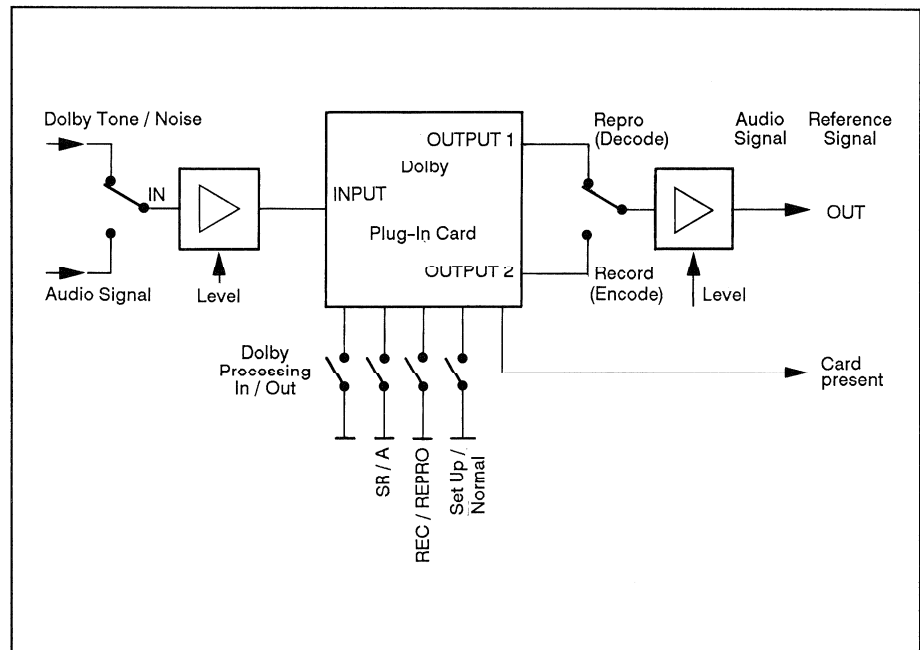 Dolby Tone / Noise
IN
Audio Signal
Level
INPUT
OUTPUT 1
Dolby
Plug-In Card
OUTPUT 2
Repro
(Decode)
Record
(Encode)
Level
Audio
Signal
Reference
Signal
OUT
Card
present
Dolby
Processing
In / Out
SR / A
REC / REPRO
Set Up /
Normal